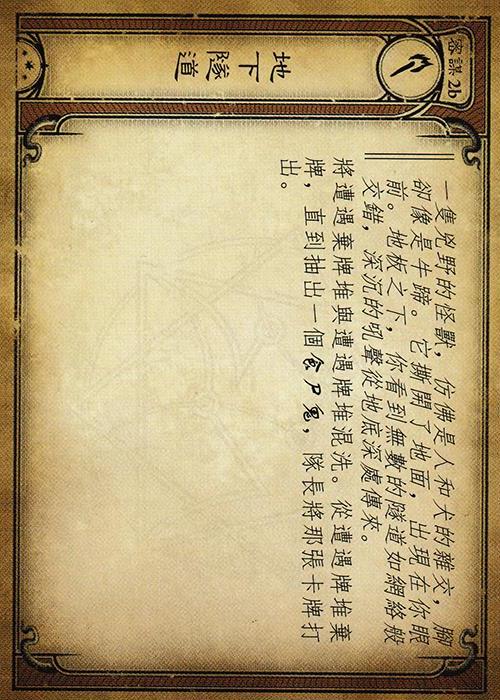 密謀 2b
地下隧道
一隻兇野的怪獸，仿佛是人和犬的雜交，腳
卻像是牛蹄。它撕開了地面，出現在你眼
前。地板之下，你看到無數的隧道如網絡般
交錯，深沉的吼聲從地底深處傳來。
將遭遇棄牌堆與遭遇牌堆混洗。從遭遇牌堆棄
牌，直到抽出一個食尸鬼，隊長將那張卡牌打
出。